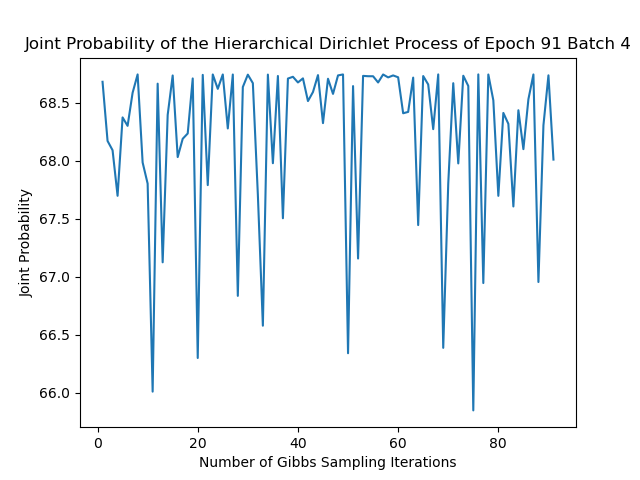 Joint Probability of the Hierarchical Dirichlet Process of Epoch 91 Batch 4
Joint Probability
68.5
68.0
67.5
67.0
66.5
66.0
0 20 40 60 80
Number of Gibbs Sampling Iterations